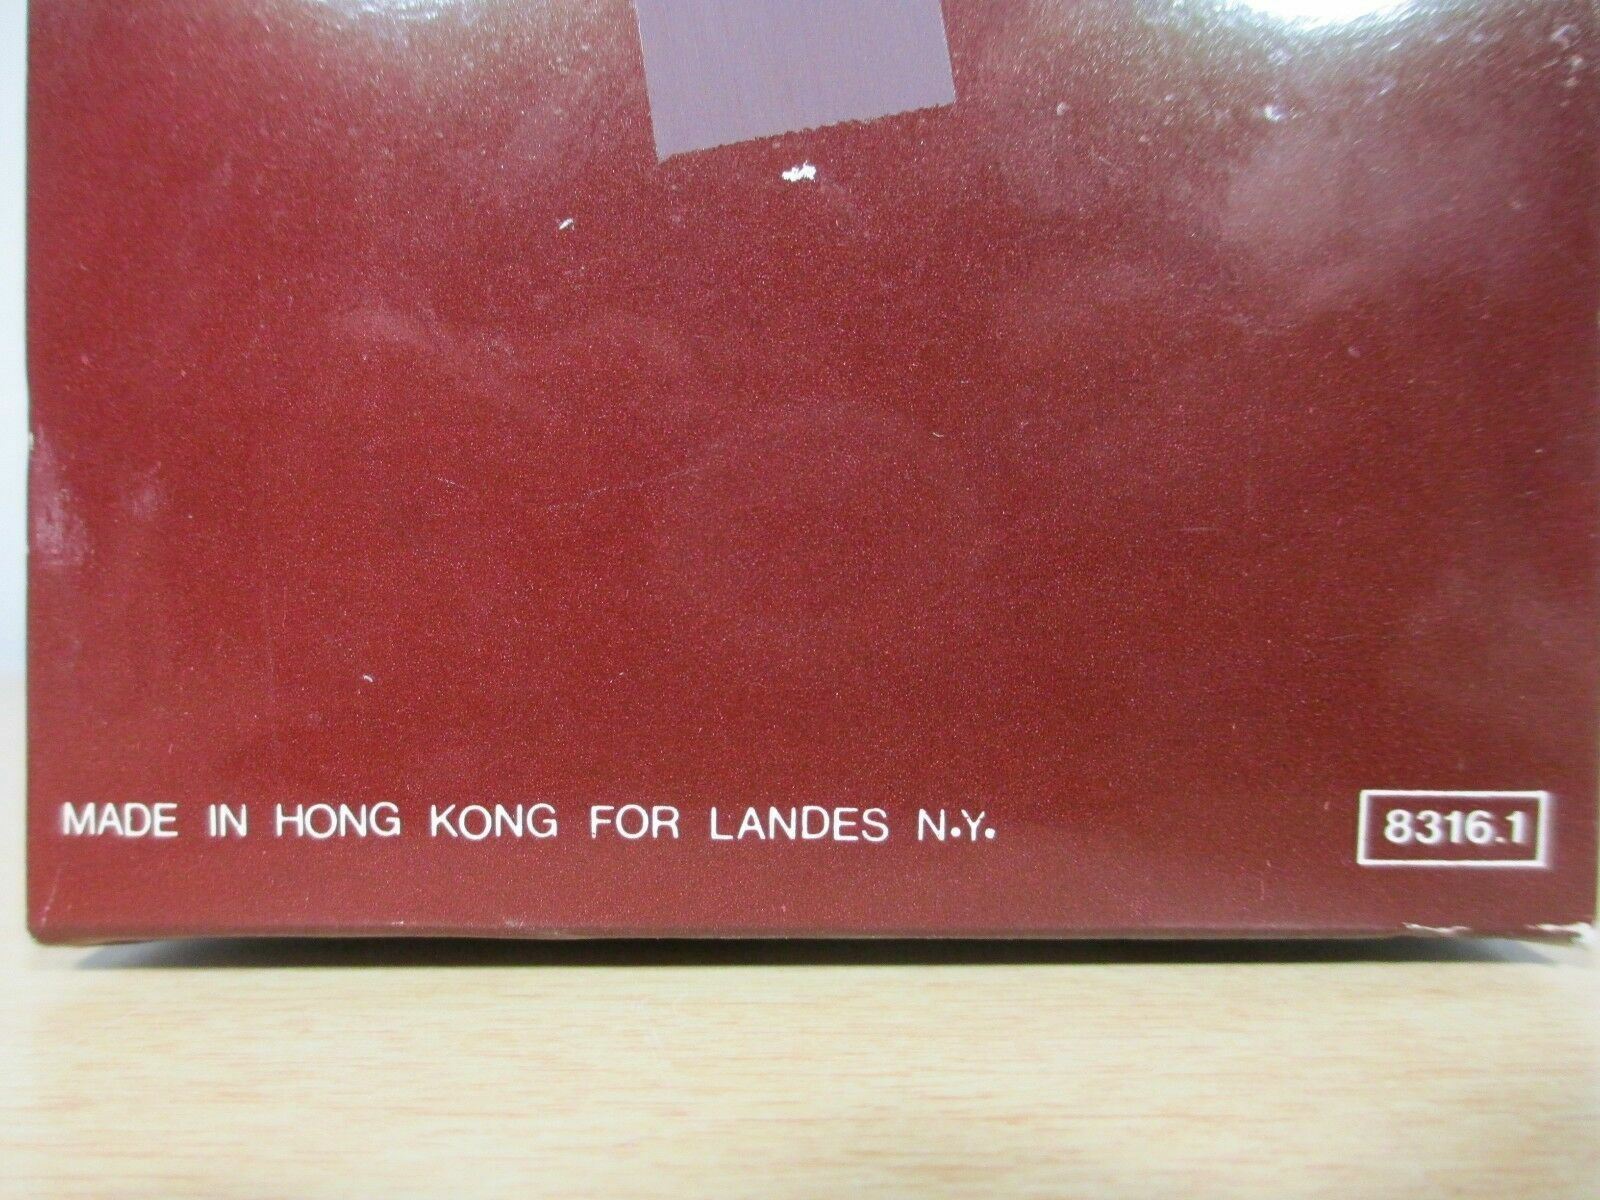 MADE IN HONG KONG FOR LANDES N.Y.
8316.1